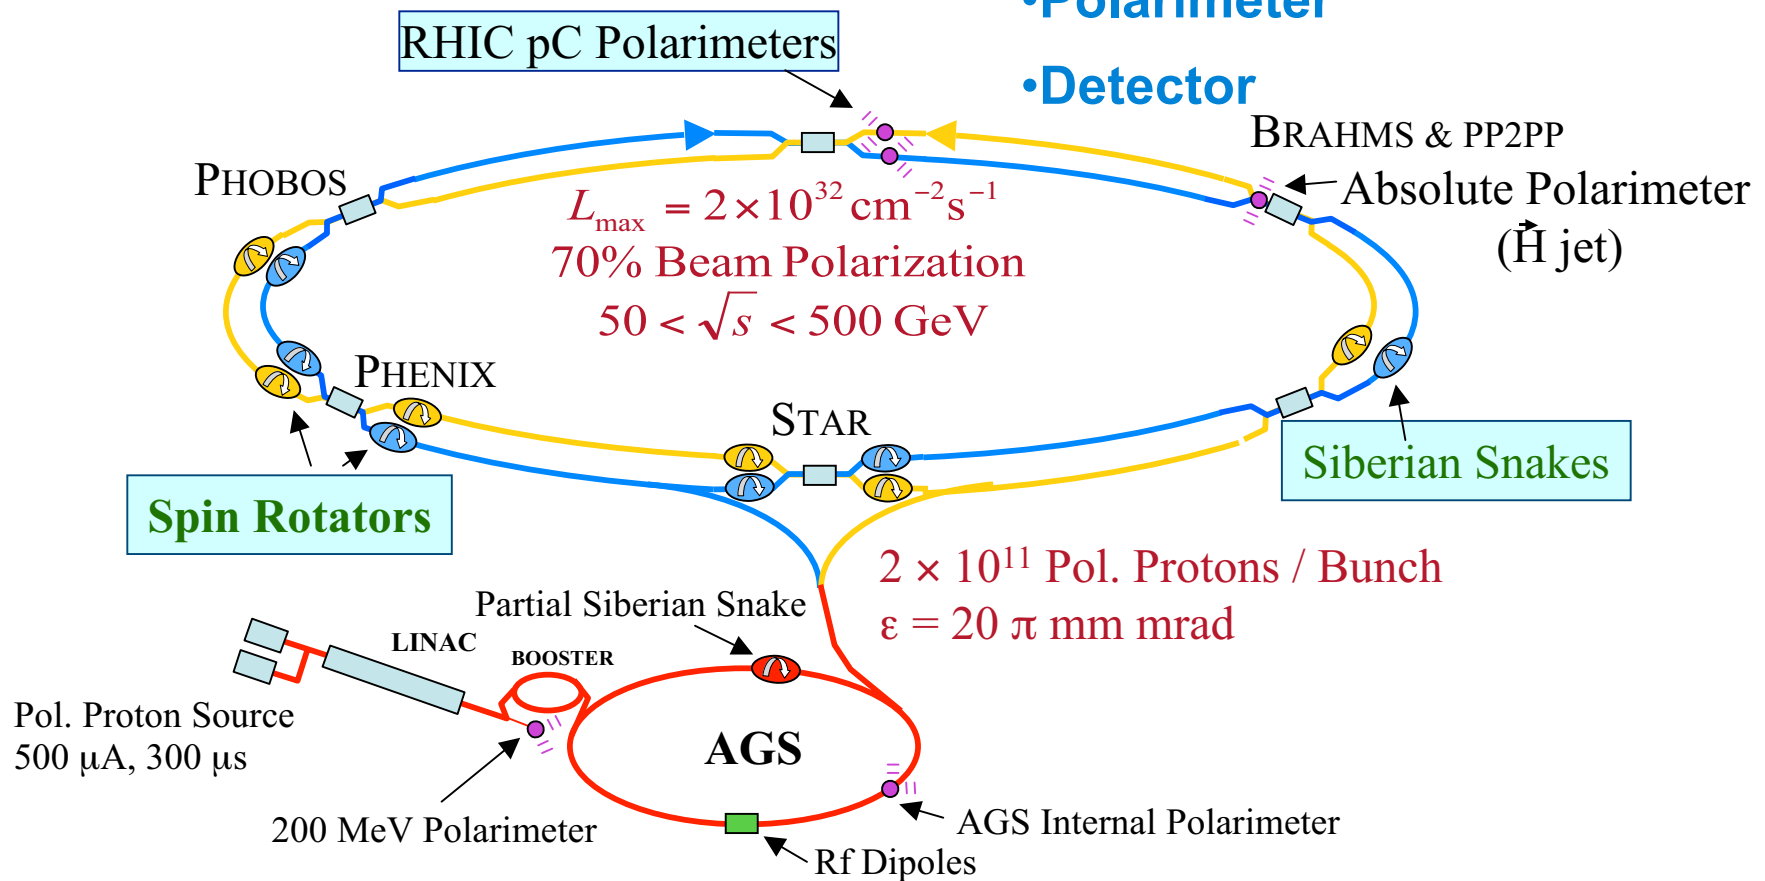 •Polarimeter
RHIC pC Polarimeters
•Detector
BRAHMS & PP2PP
PHOBOS
Absolute Polarimeter
(H⃗ jet)
L_max = 2×10^32 cm^−2 s^−1
70% Beam Polarization
50 < √s < 500 GeV
PHENIX
STAR
Siberian Snakes
Spin Rotators
2 × 10^11 Pol. Protons / Bunch
ε = 20 π mm mrad
Partial Siberian Snake
LINAC
BOOSTER
Pol. Proton Source
500 μA, 300 μs
AGS
200 MeV Polarimeter
AGS Internal Polarimeter
Rf Dipoles